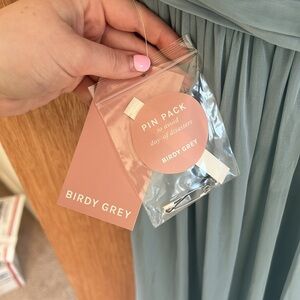 PIN PACK
to avoid
day-of disasters
BIRDY GREY
BIRDY GREY